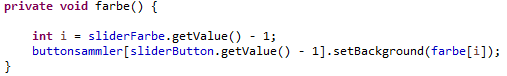 private void farbe() {
int i = sliderFarbe.getValue() - 1;
buttonsammler[sliderButton.getValue() - 1].setBackground(farbe[i]);
}